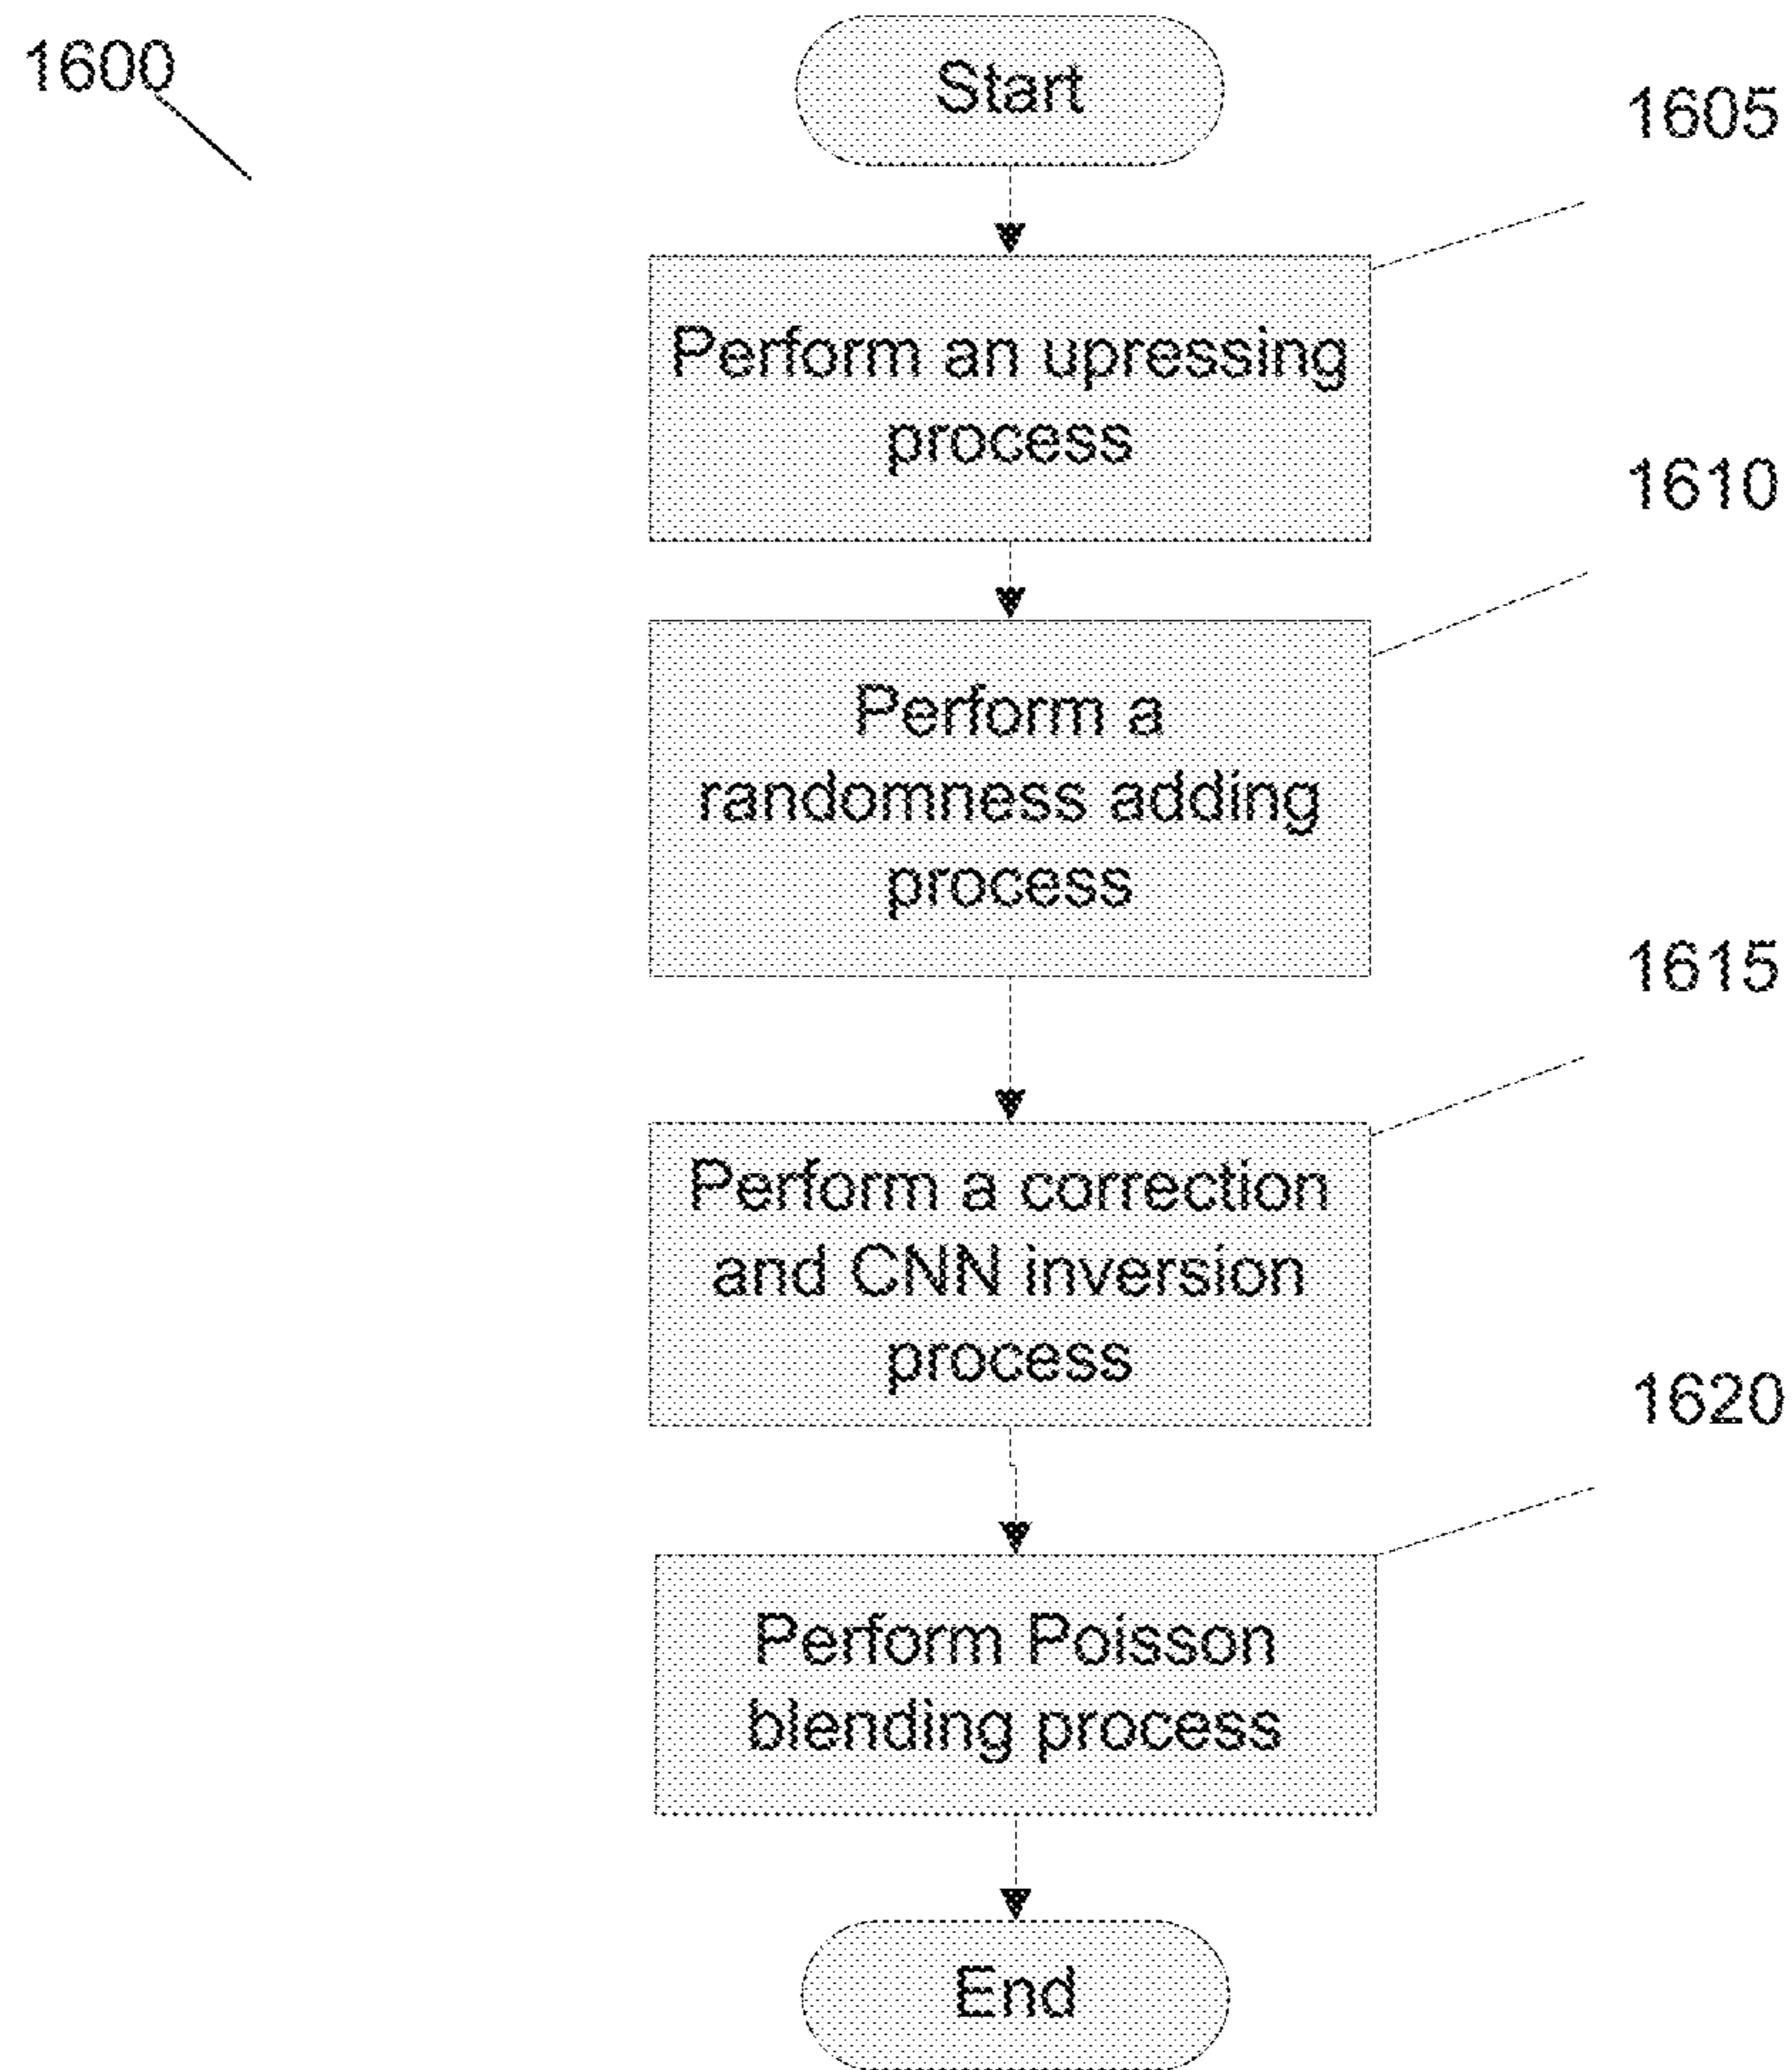 1600
Start
1605
Perform an upressing
process
1610
Perform a
randomness adding
process
1615
Perform a correction
and CNN inversion
process
1620
Perform Poisson
blending process
End